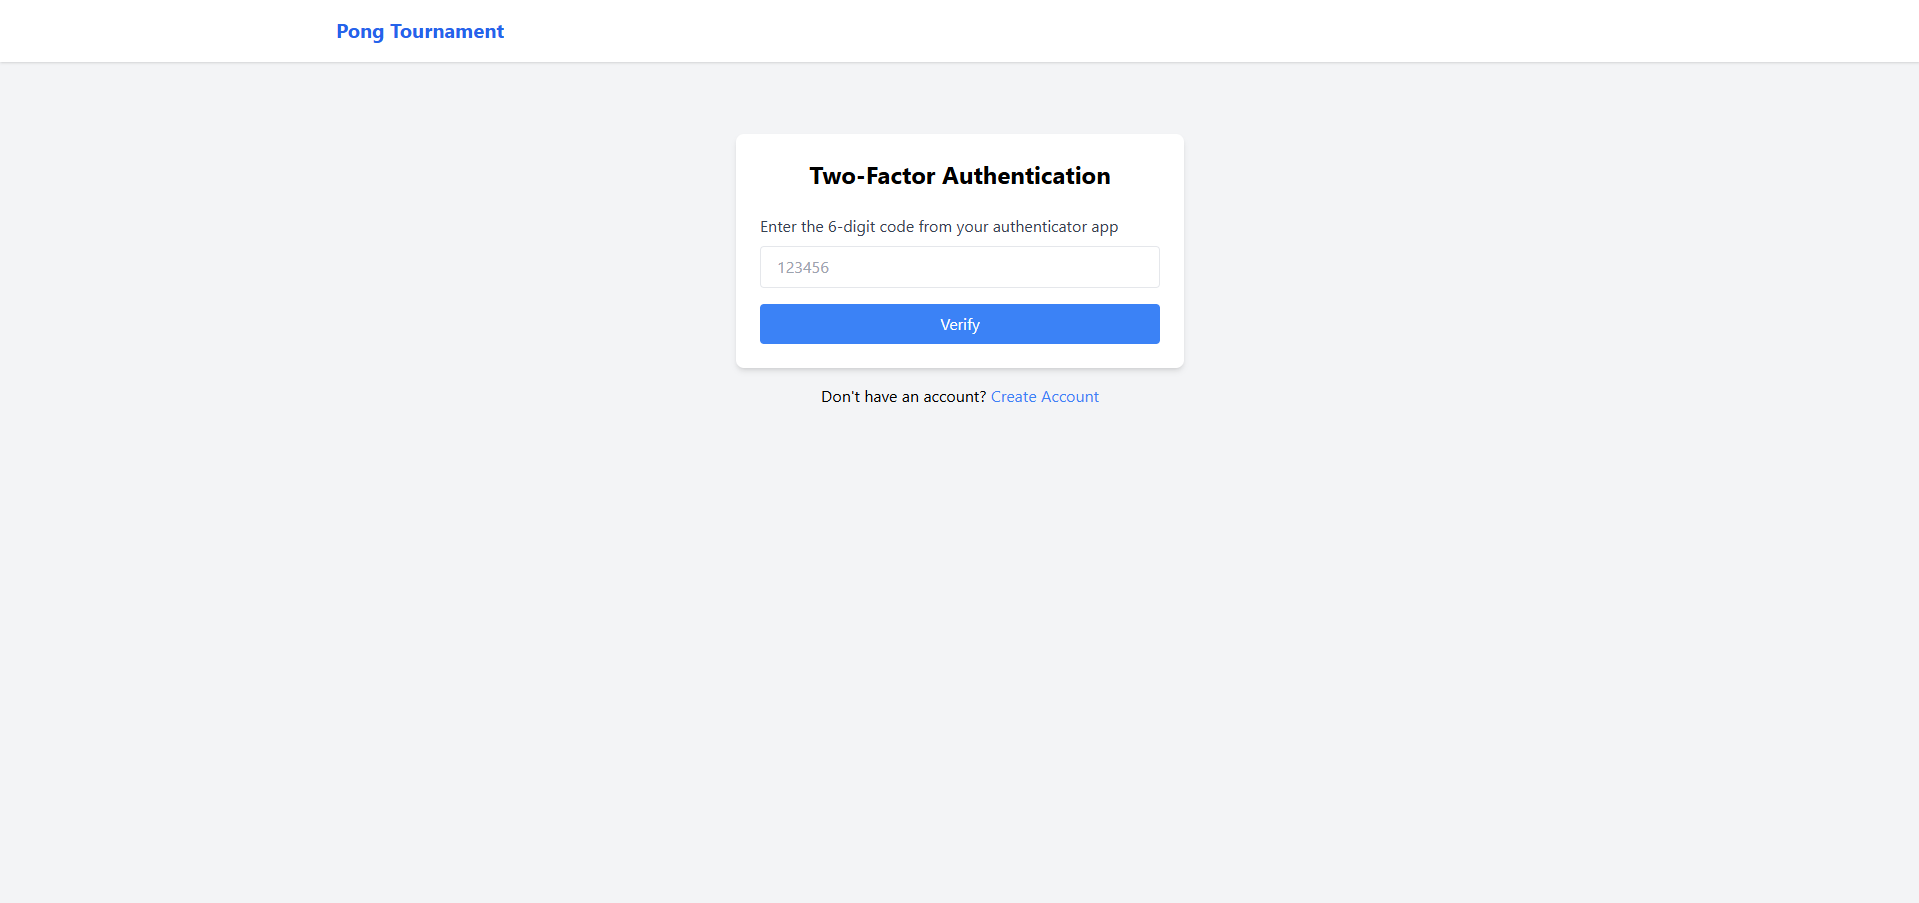 Pong Tournament
Two-Factor Authentication
Enter the 6-digit code from your authenticator app
123456
Verify
Don't have an account? Create Account